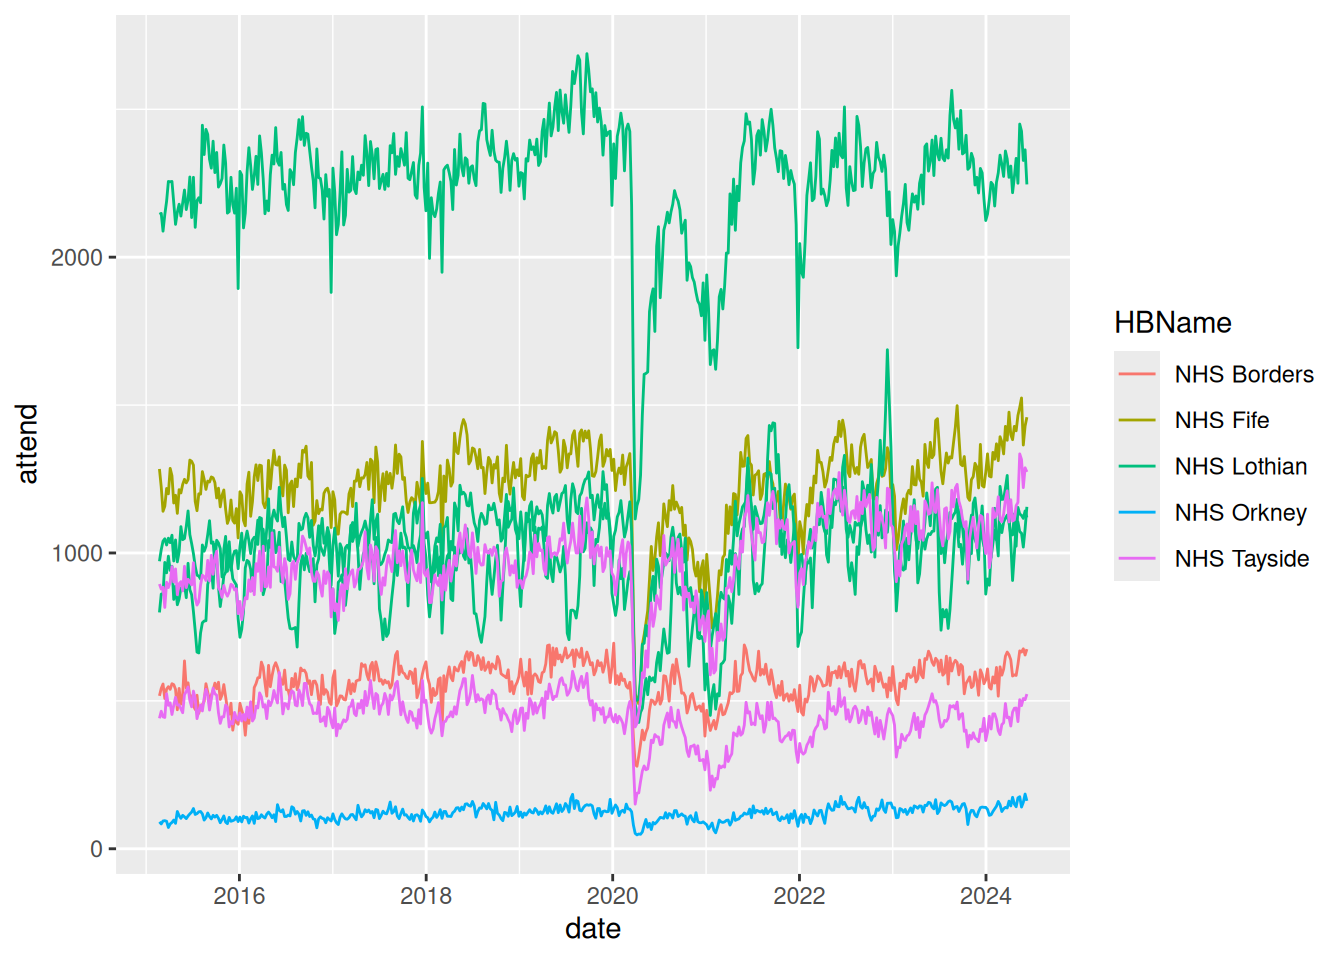 attend
2000
1000
0
2016 2018 2020 2022 2024
date
HBName
NHS Borders
NHS Fife
NHS Lothian
NHS Orkney
NHS Tayside